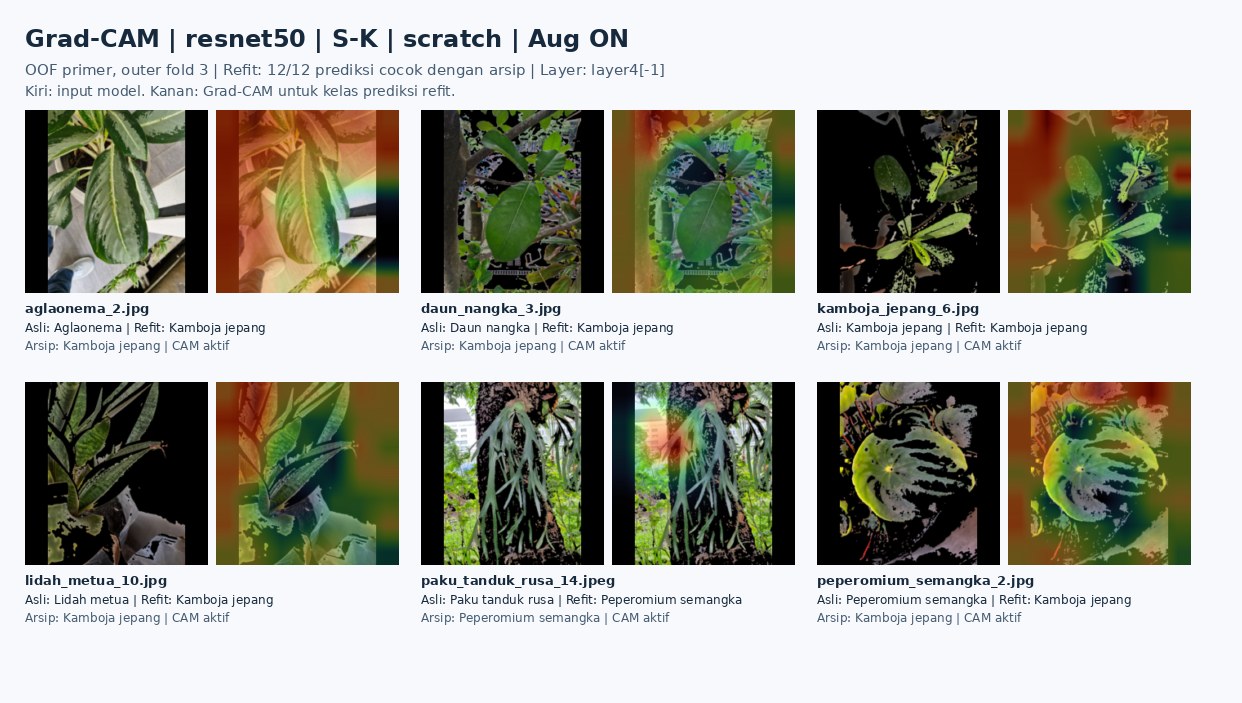 Grad-CAM | resnet50 | S-K | scratch | Aug ON
OOF primer, outer fold 3 | Refit: 12/12 prediksi cocok dengan arsip | Layer: layer4[-1]
Kiri: input model. Kanan: Grad-CAM untuk kelas prediksi refit.
aglaonema_2.jpg
Asli: Aglaonema | Refit: Kamboja jepang
Arsip: Kamboja jepang | CAM aktif
daun_nangka_3.jpg
Asli: Daun nangka | Refit: Kamboja jepang
Arsip: Kamboja jepang | CAM aktif
kamboja_jepang_6.jpg
Asli: Kamboja jepang | Refit: Kamboja jepang
Arsip: Kamboja jepang | CAM aktif
lidah_metua_10.jpg
Asli: Lidah metua | Refit: Kamboja jepang
Arsip: Kamboja jepang | CAM aktif
paku_tanduk_rusa_14.jpeg
Asli: Paku tanduk rusa | Refit: Peperomium semangka
Arsip: Peperomium semangka | CAM aktif
peperomium_semangka_2.jpg
Asli: Peperomium semangka | Refit: Kamboja jepang
Arsip: Kamboja jepang | CAM aktif